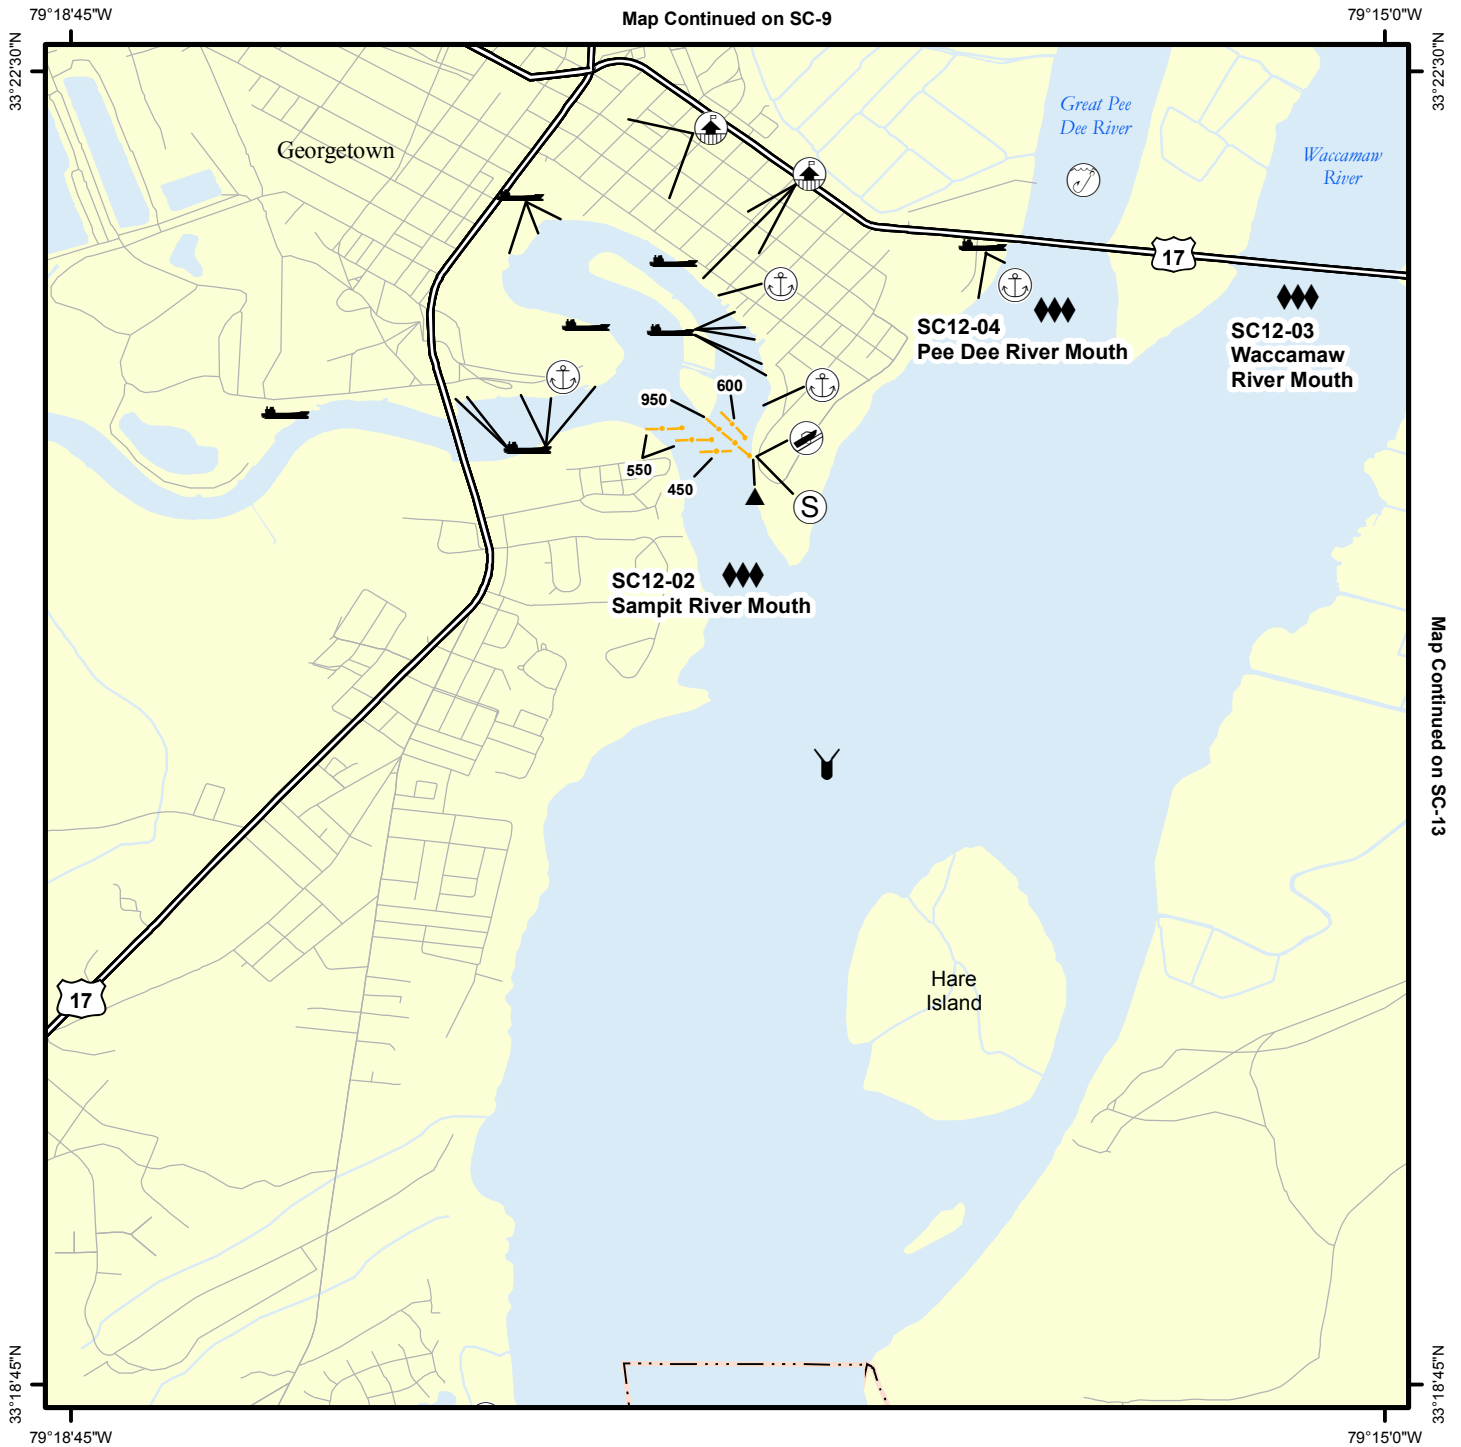 79°18'45"W
Map Continued on SC-9
79°15'0"W
33°22'30"N
33°22'30"N
Great Pee
Dee River
Georgetown
Waccamaw
River
17
SC12-04
Pee Dee River Mouth
SC12-03
Waccamaw
River Mouth
600
950
550
450
S
SC12-02
Sampit River Mouth
Map Continued on SC-13
Hare
Island
17
33°18'45"N
33°18'45"N
79°18'45"W
79°15'0"W